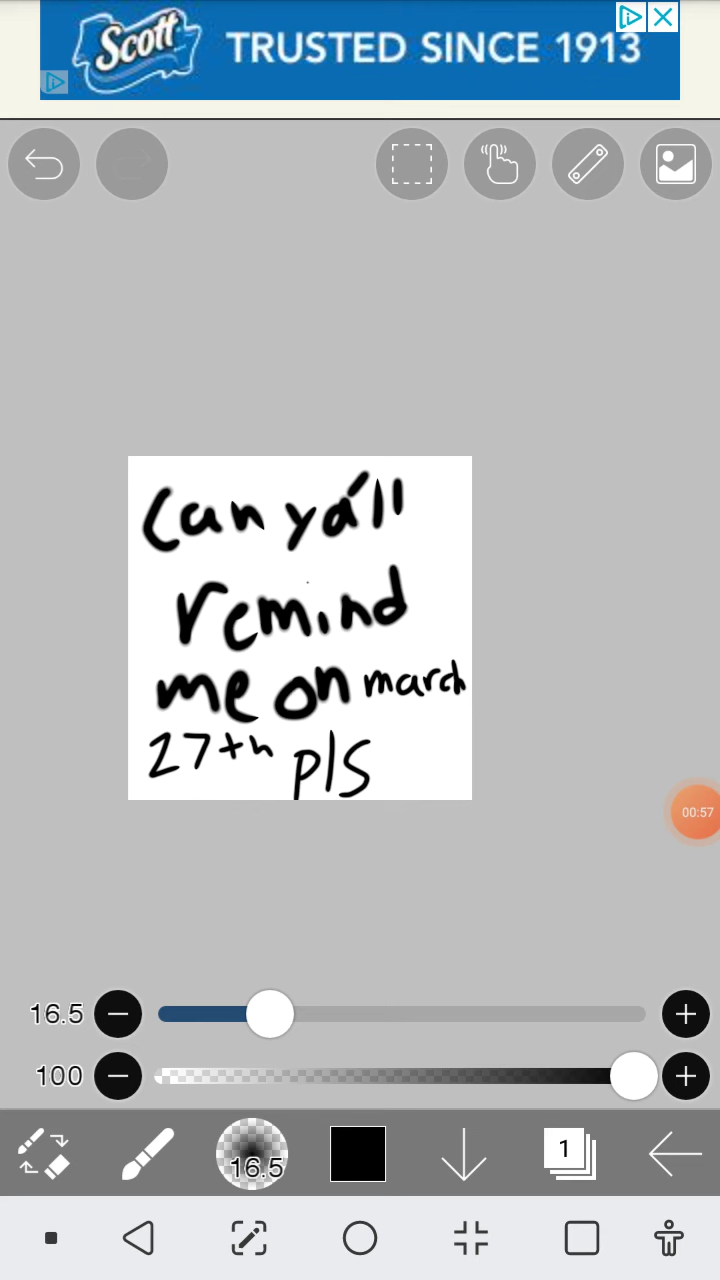 Scott TRUSTED SINCE 1913
can ya'll
remind
me on march
27th pls
00:57
16.5
100
16.5 1